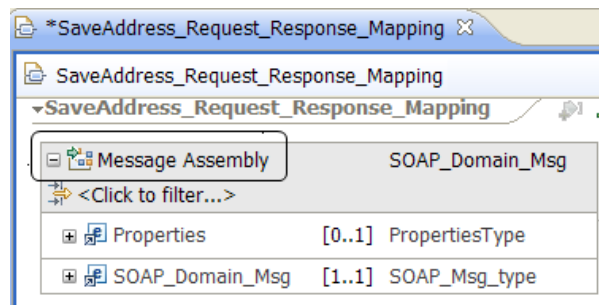 *SaveAddress_Request_Response_Mapping
SaveAddress_Request_Response_Mapping
SaveAddress_Request_Response_Mapping
Message Assembly SOAP_Domain_Msg
<Click to filter...>
Properties [0..1] PropertiesType
SOAP_Domain_Msg [1..1] SOAP_Msg_type